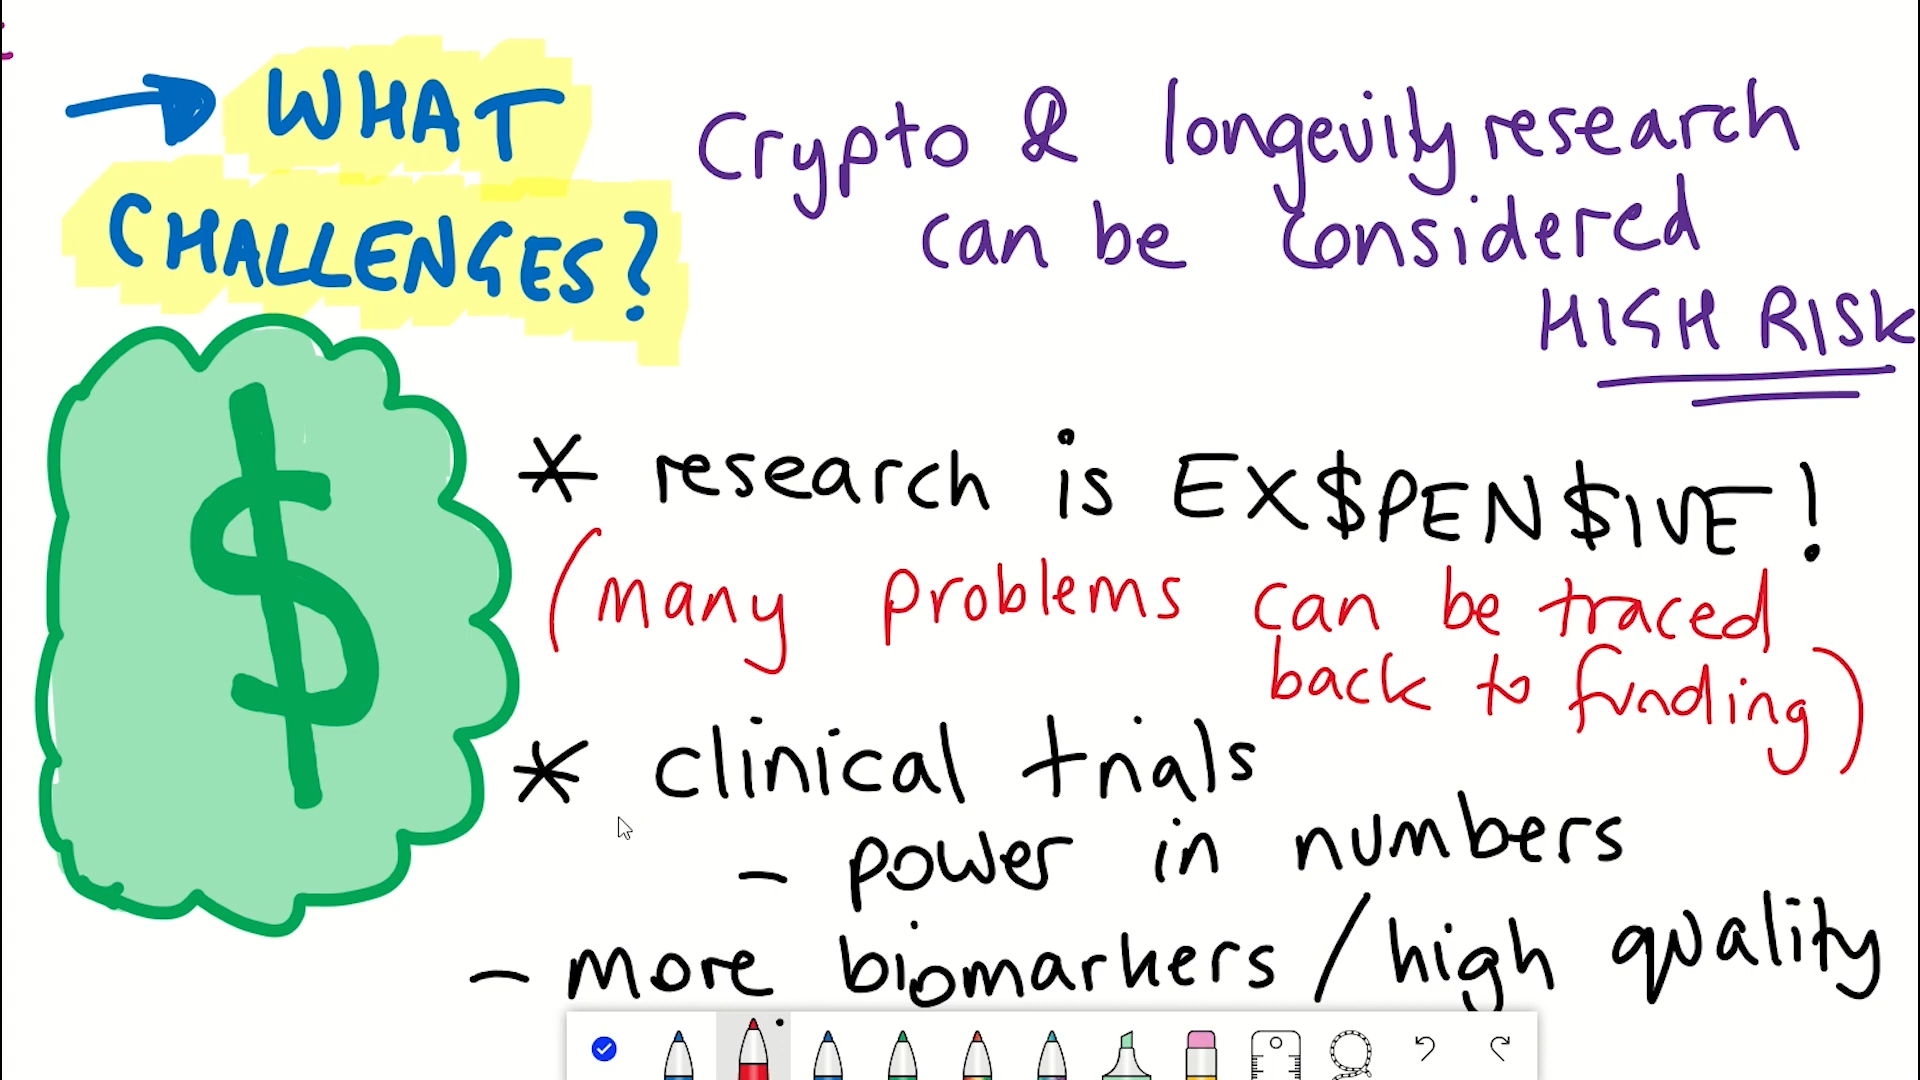 → WHAT
CHALLENGES?
Crypto & longevity research
can be considered
HIGH RISK
$
* research is EX$PEN$IVE!
(many problems can be traced
back to funding)
* clinical trials
- power in numbers
- more biomarkers / high quality